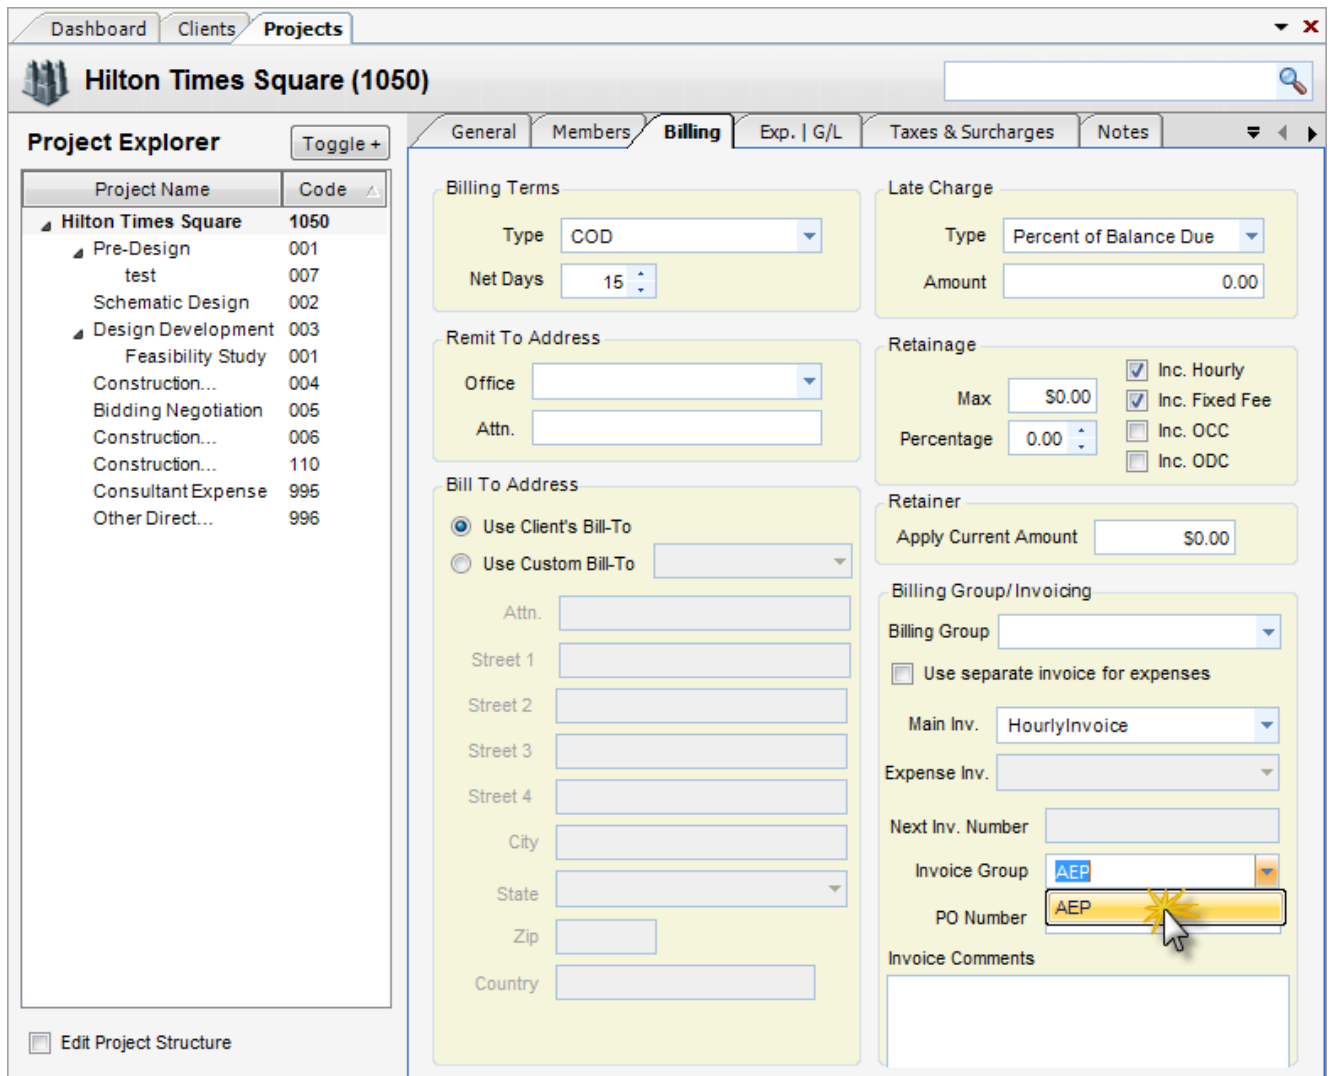 Dashboard Clients Projects
Hilton Times Square (1050)
Project Explorer Toggle +
Project Name Code
Hilton Times Square 1050
Pre-Design 001
test 007
Schematic Design 002
Design Development 003
Feasibility Study 001
Construction... 004
Bidding Negotiation 005
Construction... 006
Construction... 110
Consultant Expense 995
Other Direct... 996
Edit Project Structure
General Members Billing Exp. | G/L Taxes & Surcharges Notes
Billing Terms
Type COD
Net Days 15
Remit To Address
Office
Attn.
Bill To Address
Use Client's Bill-To
Use Custom Bill-To
Attn.
Street 1
Street 2
Street 3
Street 4
City
State
Zip
Country
Late Charge
Type Percent of Balance Due
Amount 0.00
Retainage
Max $0.00
Percentage 0.00
Inc. Hourly
Inc. Fixed Fee
Inc. OCC
Inc. ODC
Retainer
Apply Current Amount $0.00
Billing Group/Invoicing
Billing Group
Use separate invoice for expenses
Main Inv. HourlyInvoice
Expense Inv.
Next Inv. Number
Invoice Group AEP
AEP
PO Number
Invoice Comments